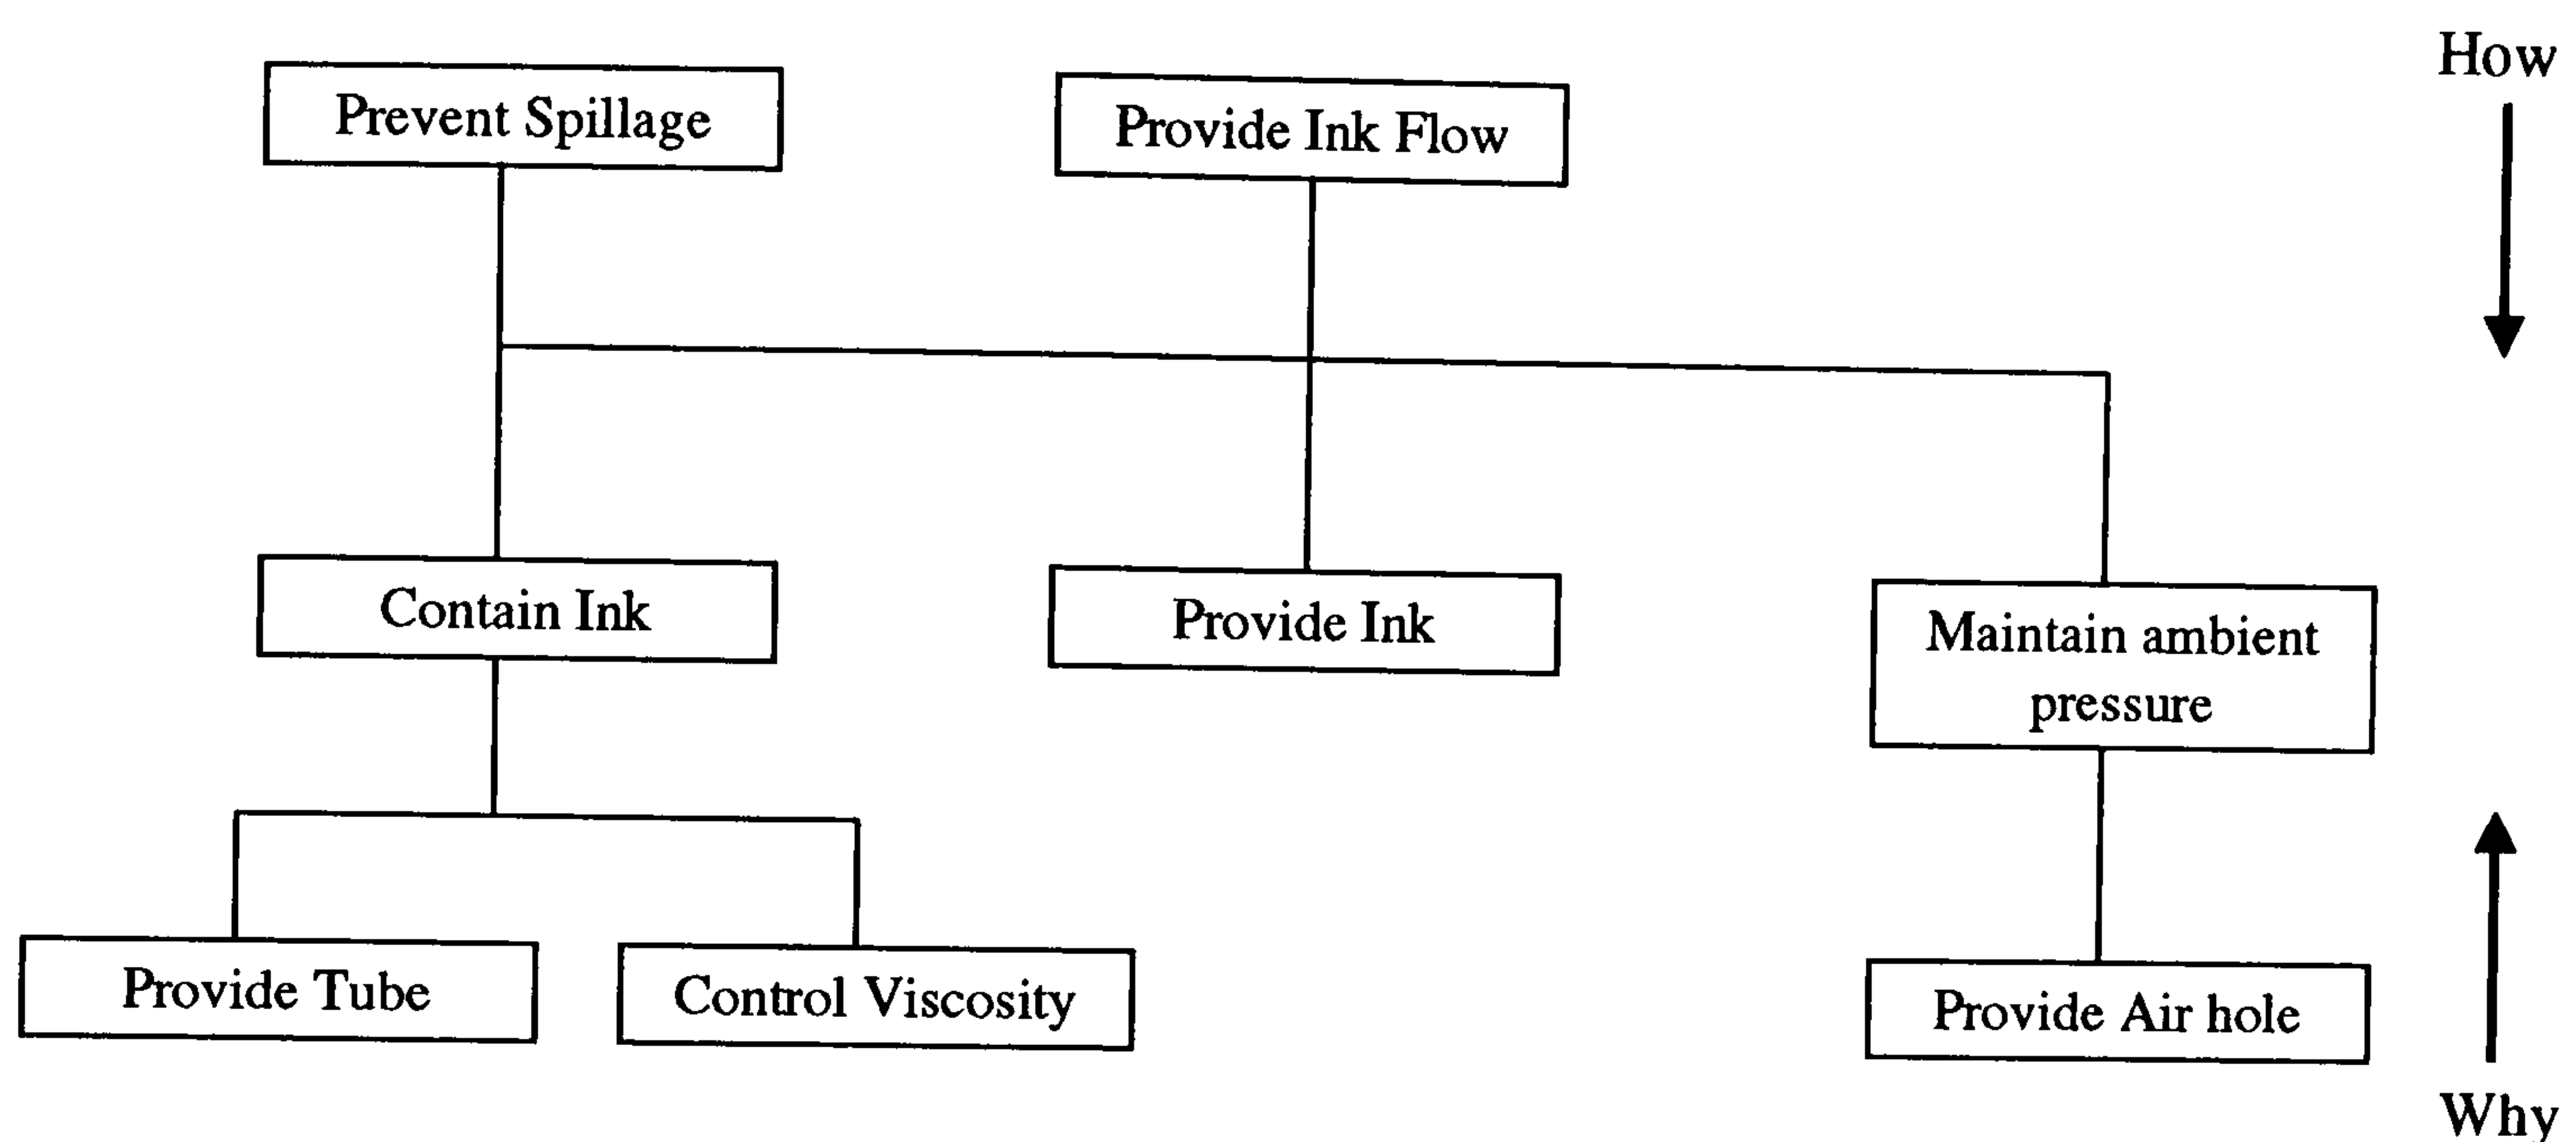 How
Prevent Spillage
Provide Ink Flow
Contain Ink
Provide Ink
Maintain ambient
pressure
Provide Tube
Control Viscosity
Provide Air hole
Why